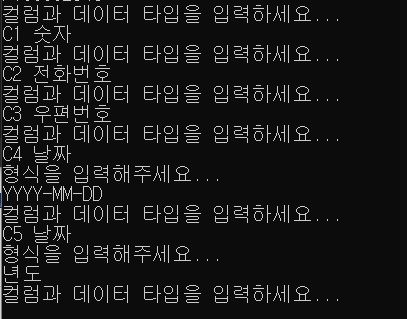 컬럼과 데이터 타입을 입력하세요...
C1 숫자
컬럼과 데이터 타입을 입력하세요...
C2 전화번호
컬럼과 데이터 타입을 입력하세요...
C3 우편번호
컬럼과 데이터 타입을 입력하세요...
C4 날짜
형식을 입력해주세요...
YYYY-MM-DD
컬럼과 데이터 타입을 입력하세요...
C5 날짜
형식을 입력해주세요...
년도
컬럼과 데이터 타입을 입력하세요...